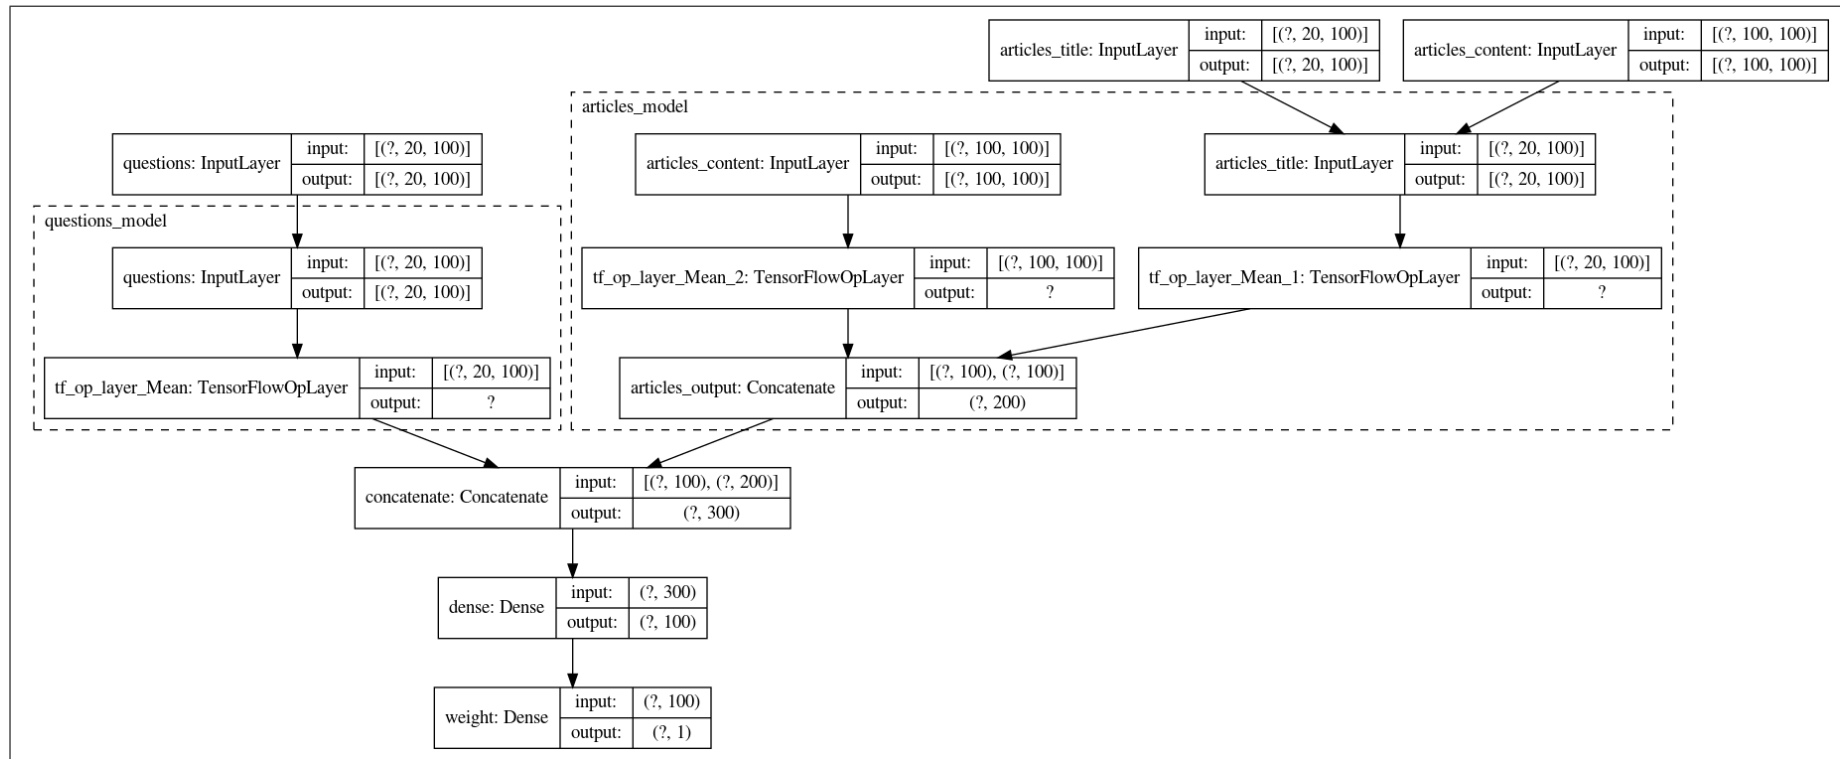 articles_title: InputLayer input: [(?, 20, 100)] output: [(?, 20, 100)]
articles_content: InputLayer input: [(?, 100, 100)] output: [(?, 100, 100)]
articles_model
questions: InputLayer input: [(?, 20, 100)] output: [(?, 20, 100)]
articles_content: InputLayer input: [(?, 100, 100)] output: [(?, 100, 100)]
articles_title: InputLayer input: [(?, 20, 100)] output: [(?, 20, 100)]
questions_model
questions: InputLayer input: [(?, 20, 100)] output: [(?, 20, 100)]
tf_op_layer_Mean_2: TensorFlowOpLayer input: [(?, 100, 100)] output: ?
tf_op_layer_Mean_1: TensorFlowOpLayer input: [(?, 20, 100)] output: ?
tf_op_layer_Mean: TensorFlowOpLayer input: [(?, 20, 100)] output: ?
articles_output: Concatenate input: [(?, 100), (?, 100)] output: (?, 200)
concatenate: Concatenate input: [(?, 100), (?, 200)] output: (?, 300)
dense: Dense input: (?, 300) output: (?, 100)
weight: Dense input: (?, 100) output: (?, 1)